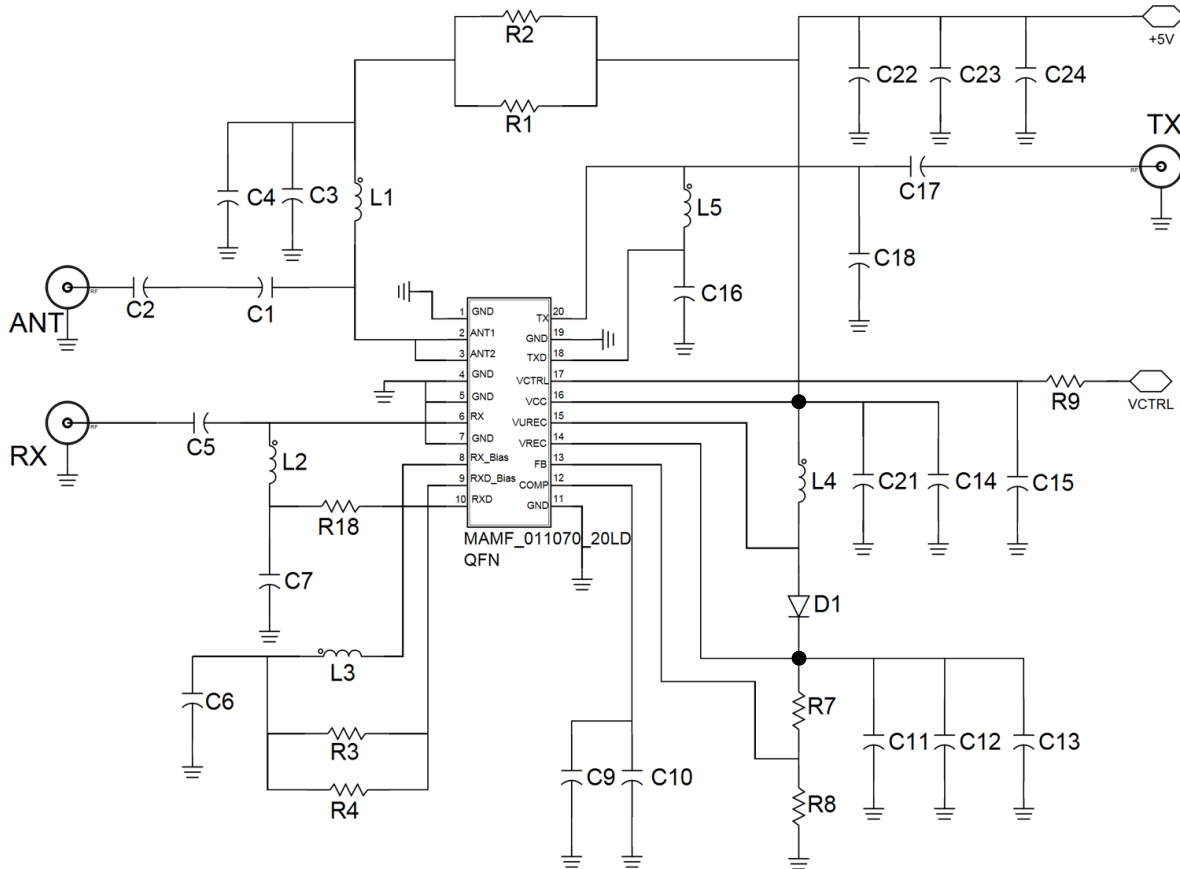 R2
+5V
C22
C23
C24
R1
TX
RF
C17
C4
C3
L1
L5
C18
C16
RF
ANT
C2
C1
1 GND
TX 20
2 ANT1
GND 19
3 ANT2
TXD 18
4 GND
VCTRL 17
5 GND
VCC 16
6 RX
VUREC 15
7 GND
VREC 14
8 RX_Bias
FB 13
9 RXD_Bias
COMP 12
10 RXD
GND 11
MAMF_011070_20LD
QFN
R9
VCTRL
RF
RX
C5
L2
R18
C7
L4
C21
C14
C15
D1
L3
C6
R3
R4
C9
C10
R7
R8
C11
C12
C13